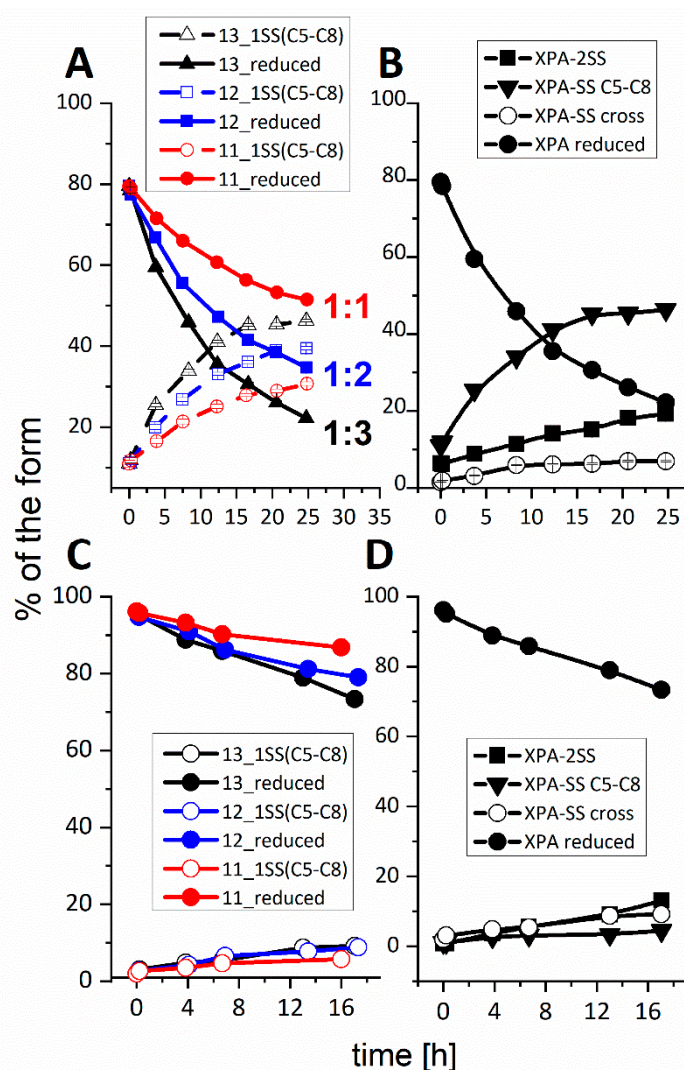 A
13_1SS(C5-C8)
13_reduced
12_1SS(C5-C8)
12_reduced
11_1SS(C5-C8)
11_reduced
100
80
60
40
20
0
1:1
1:2
1:3
0 5 10 15 20 25 30 35
B
XPA-2SS
XPA-SS C5-C8
XPA-SS cross
XPA reduced
100
80
60
40
20
0
0 5 10 15 20 25
% of the form
C
100
80
60
40
20
0
13_1SS(C5-C8)
13_reduced
12_1SS(C5-C8)
12_reduced
11_1SS(C5-C8)
11_reduced
0 4 8 12 16
D
100
80
60
40
20
0
XPA-2SS
XPA-SS C5-C8
XPA-SS cross
XPA reduced
0 4 8 12 16
time [h]